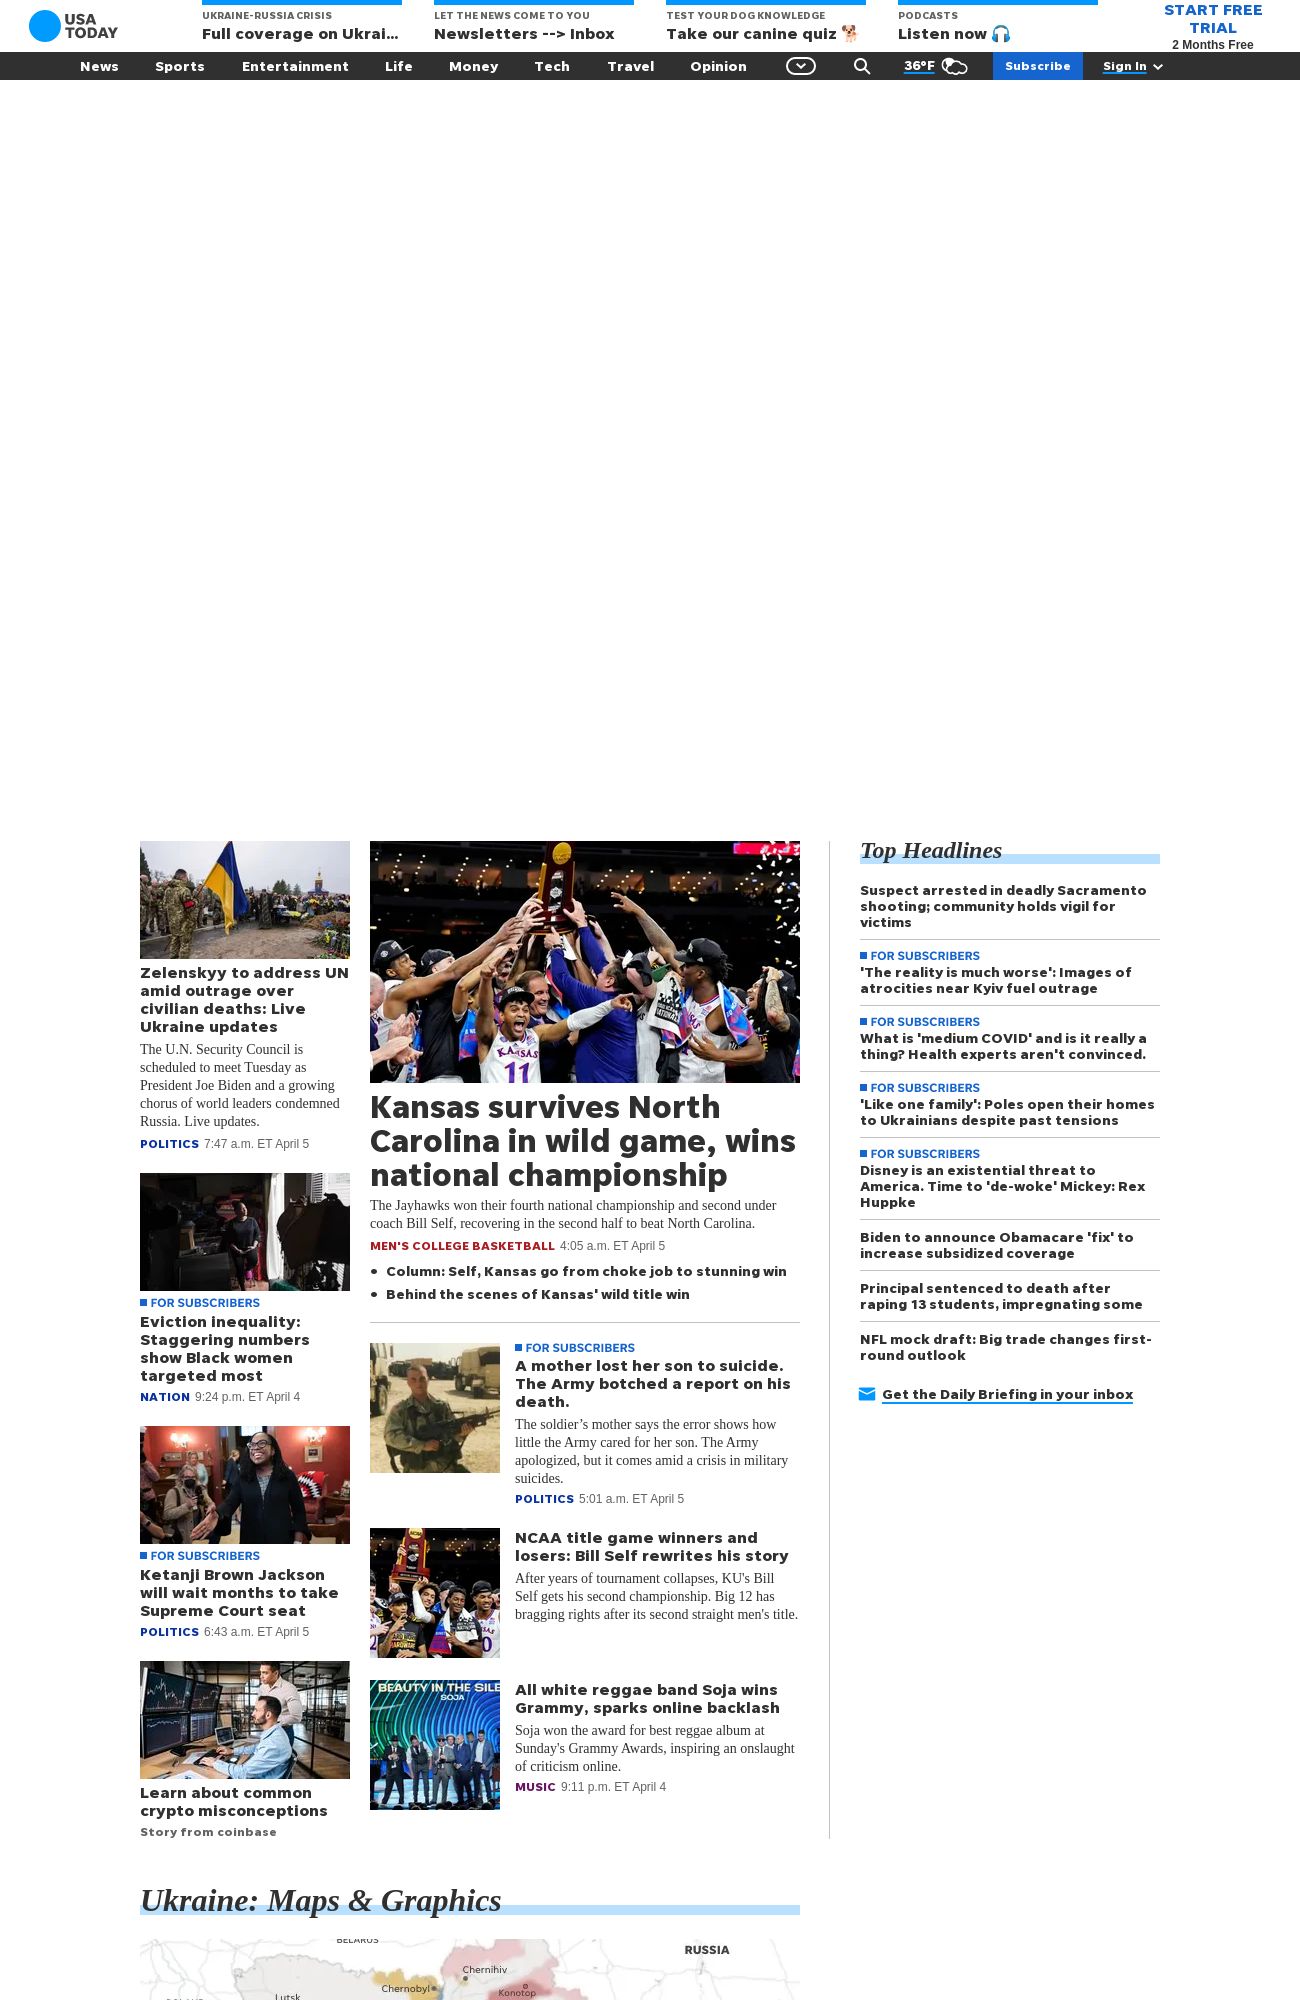 USA
TODAY
UKRAINE-RUSSIA CRISIS
Full coverage on Ukrai...
LET THE NEWS COME TO YOU
Newsletters --> Inbox
TEST YOUR DOG KNOWLEDGE
Take our canine quiz 🐕
PODCASTS
Listen now 🎧
START FREE
TRIAL
2 Months Free
News Sports Entertainment Life Money Tech Travel Opinion 36°F Subscribe Sign In
Zelenskyy to address UN
amid outrage over
civilian deaths: Live
Ukraine updates
The U.N. Security Council is
scheduled to meet Tuesday as
President Joe Biden and a growing
chorus of world leaders condemned
Russia. Live updates.
POLITICS 7:47 a.m. ET April 5
FOR SUBSCRIBERS
Eviction inequality:
Staggering numbers
show Black women
targeted most
NATION 9:24 p.m. ET April 4
FOR SUBSCRIBERS
Ketanji Brown Jackson
will wait months to take
Supreme Court seat
POLITICS 6:43 a.m. ET April 5
Learn about common
crypto misconceptions
Story from coinbase
KANSAS
11
Kansas survives North
Carolina in wild game, wins
national championship
The Jayhawks won their fourth national championship and second under
coach Bill Self, recovering in the second half to beat North Carolina.
MEN'S COLLEGE BASKETBALL 4:05 a.m. ET April 5
• Column: Self, Kansas go from choke job to stunning win
• Behind the scenes of Kansas' wild title win
FOR SUBSCRIBERS
A mother lost her son to suicide.
The Army botched a report on his
death.
The soldier’s mother says the error shows how
little the Army cared for her son. The Army
apologized, but it comes amid a crisis in military
suicides.
POLITICS 5:01 a.m. ET April 5
NCAA title game winners and
losers: Bill Self rewrites his story
After years of tournament collapses, KU's Bill
Self gets his second championship. Big 12 has
bragging rights after its second straight men's title.
BEAUTY IN THE SILE
SOJA
All white reggae band Soja wins
Grammy, sparks online backlash
Soja won the award for best reggae album at
Sunday's Grammy Awards, inspiring an onslaught
of criticism online.
MUSIC 9:11 p.m. ET April 4
Top Headlines
Suspect arrested in deadly Sacramento
shooting; community holds vigil for
victims
FOR SUBSCRIBERS
'The reality is much worse': Images of
atrocities near Kyiv fuel outrage
FOR SUBSCRIBERS
What is 'medium COVID' and is it really a
thing? Health experts aren't convinced.
FOR SUBSCRIBERS
'Like one family': Poles open their homes
to Ukrainians despite past tensions
FOR SUBSCRIBERS
Disney is an existential threat to
America. Time to 'de-woke' Mickey: Rex
Huppke
Biden to announce Obamacare 'fix' to
increase subsidized coverage
Principal sentenced to death after
raping 13 students, impregnating some
NFL mock draft: Big trade changes first-
round outlook
Get the Daily Briefing in your inbox
Ukraine: Maps & Graphics
BELARUS
RUSSIA
Chernihiv
Chernobyl
Konotop
Lutsk